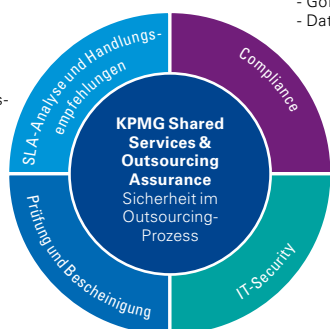 - Dat
s-
SLA-Analyse und Handlungs-
empfehlungen
Compliance
KPMG Shared
Services &
Outsourcing
Assurance
Sicherheit im
Outsourcing-
Prozess
Prüfung und Bescheinigung
IT-Security